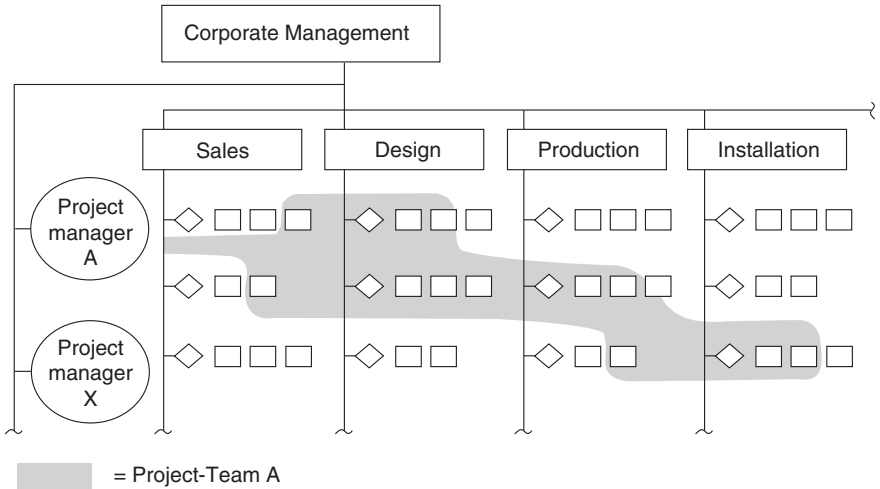 Corporate Management
Sales
Design
Production
Installation
Project
manager
A
Project
manager
X
= Project-Team A